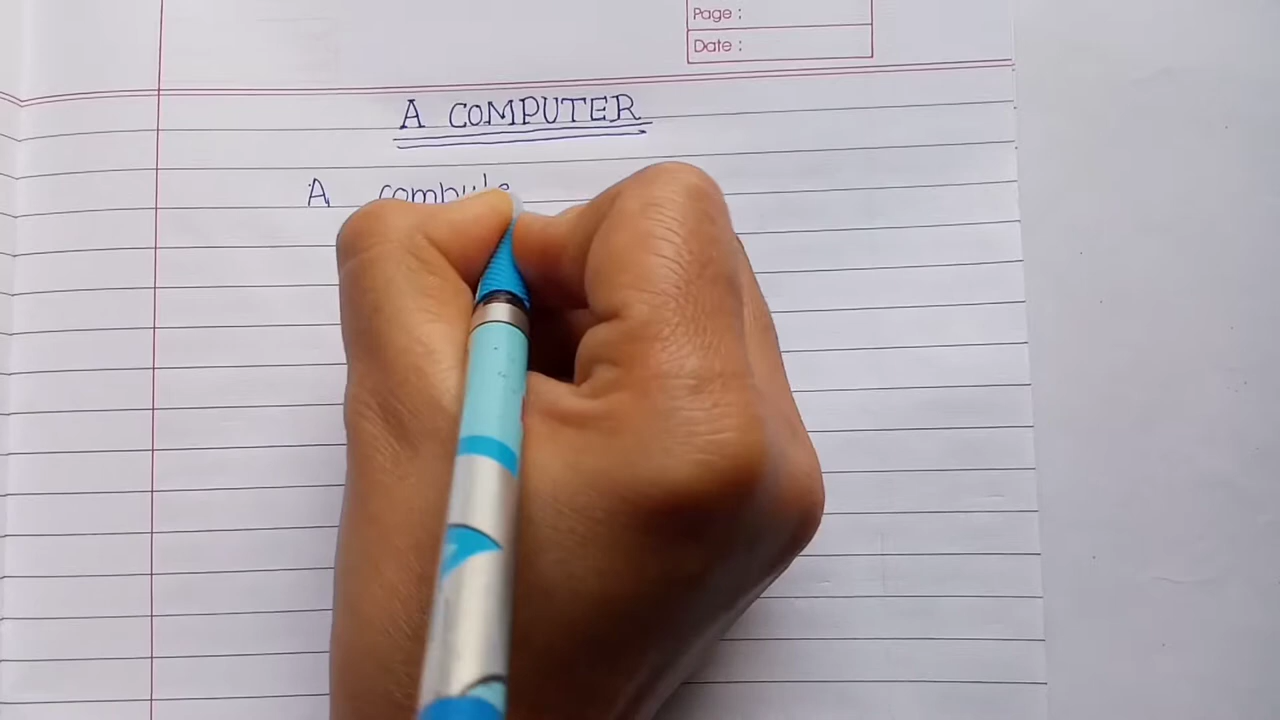 Page :
Date :
A COMPUTER
A